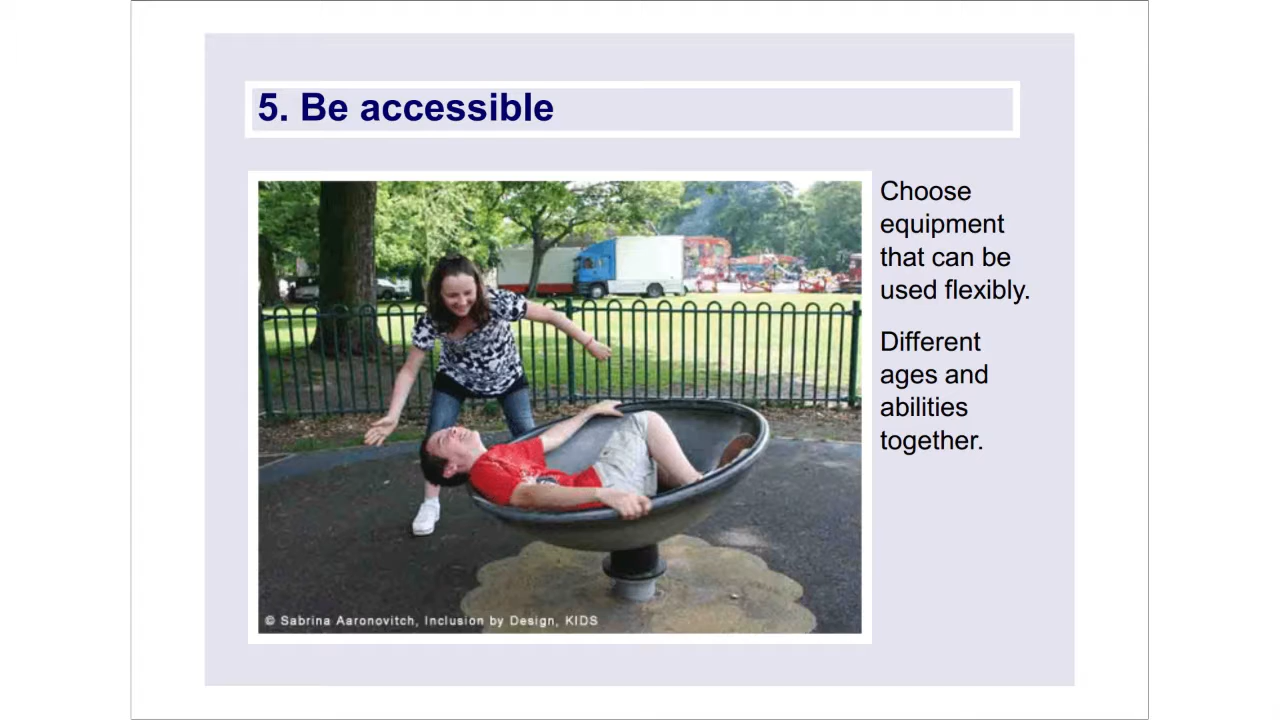 5. Be accessible
Choose
equipment
that can be
used flexibly.
Different
ages and
abilities
together.
© Sabrina Aaronovitch, Inclusion by Design, KIDS